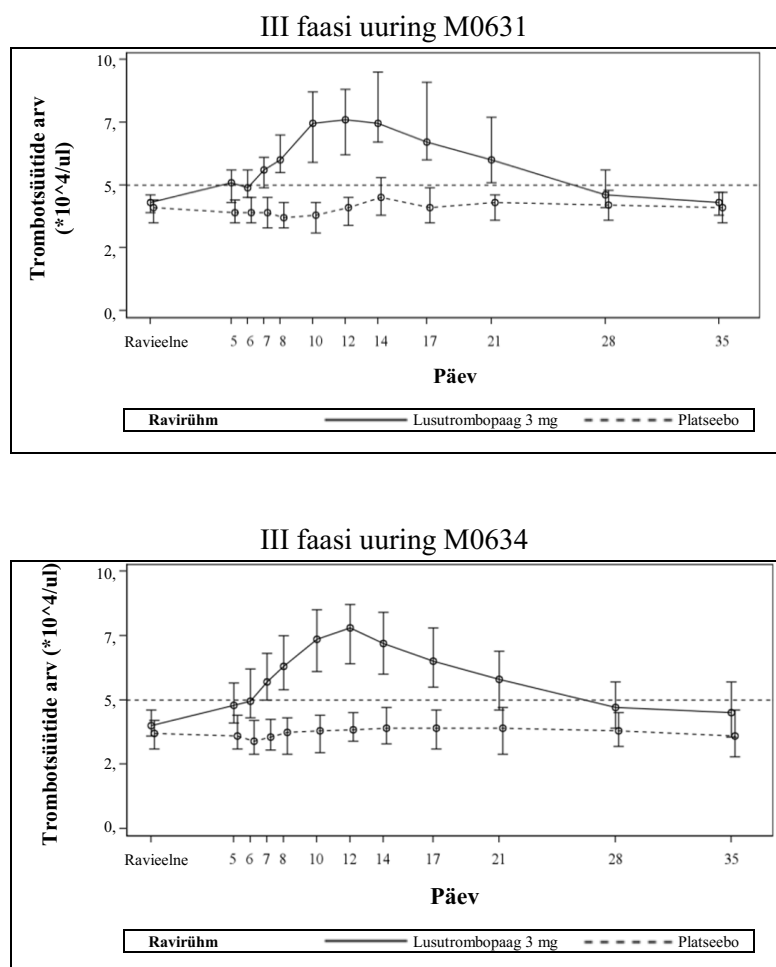 III faasi uuring M0631
Trombotsüütide arv
(*10^4/ul)
10,
7,
5,
2,
0,
Ravieelne 5 6 7 8 10 12 14 17 21 28 35
Päev
Ravirühm Lusutrombopaag 3 mg Platseebo
III faasi uuring M0634
Trombotsüütide arv (*10^4/ul)
10,
7,
5,
2,
0,
Ravieelne 5 6 7 8 10 12 14 17 21 28 35
Päev
Ravirühm Lusutrombopaag 3 mg Platseebo